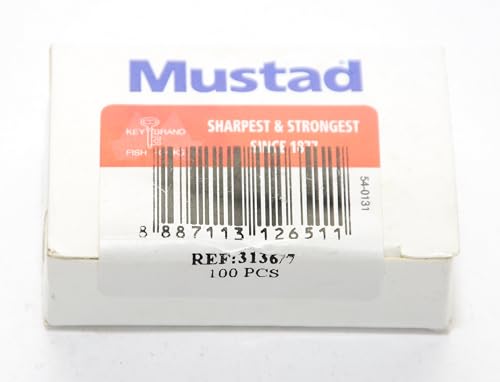 Mustad
KEY BRAND
FISH
SHARPEST & STRONGEST
SINCE 1877
54-0131
8 887113 126511
REF:3136/7
100 PCS